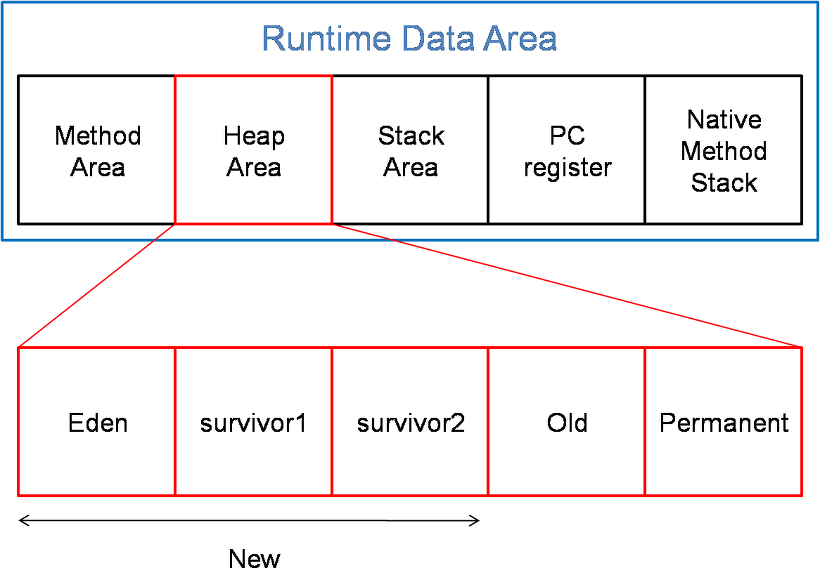 Runtime Data Area
Method
Area
Heap
Area
Stack
Area
PC
register
Native
Method
Stack
Eden
survivor1
survivor2
Old
Permanent
New